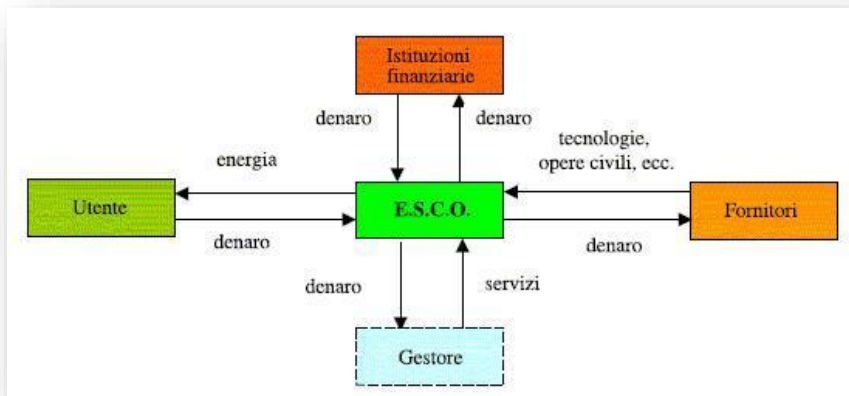 Istituzioni
finanziarie
denaro
denaro
tecnologie,
opere civili, ecc.
energia
Utente
E.S.C.O.
Fornitori
denaro
denaro
denaro
servizi
Gestore